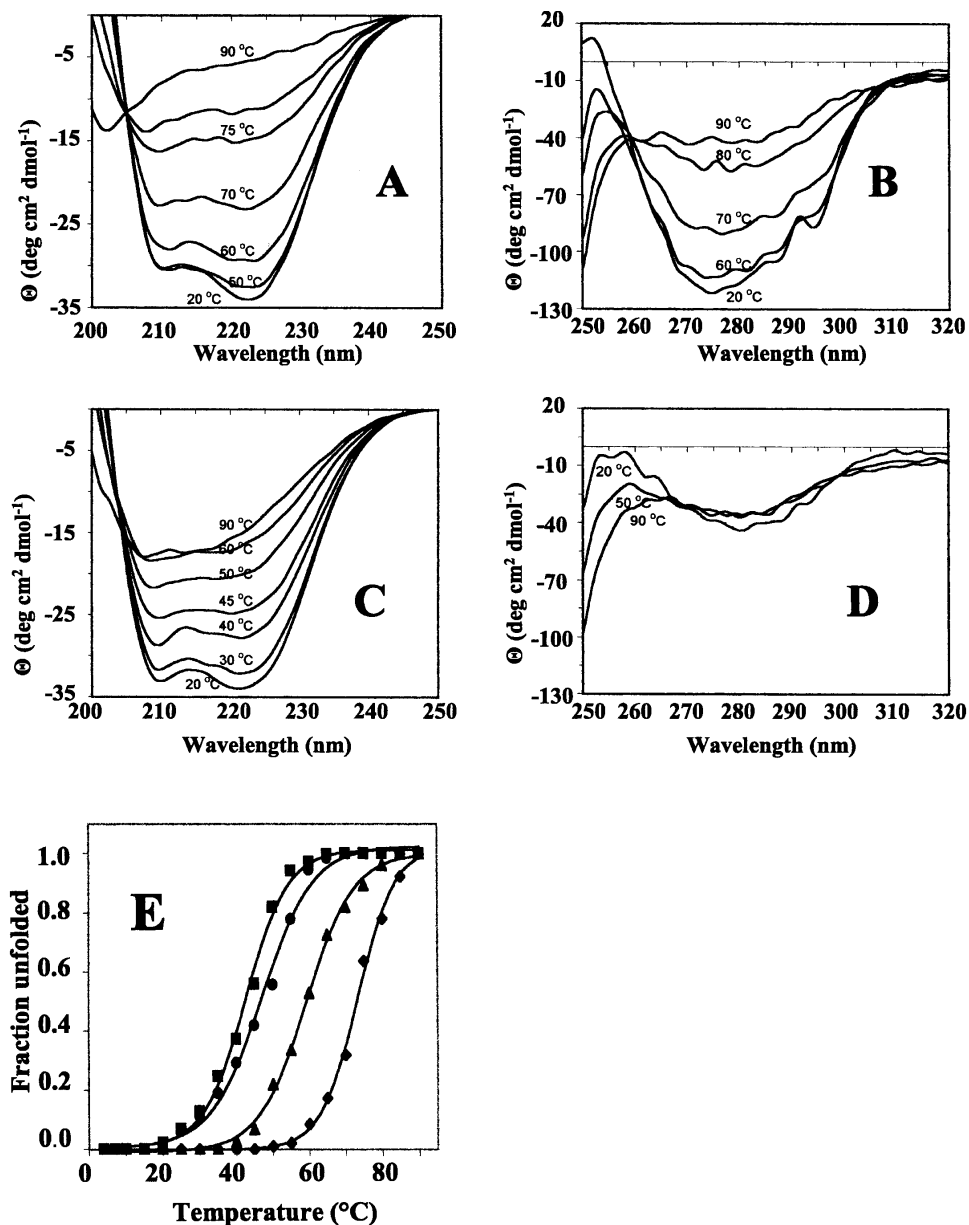 A
Θ (deg cm² dmol⁻¹)
-5
-15
-25
-35
90 °C
75 °C
70 °C
60 °C
50 °C
20 °C
200 210 220 230 240 250
Wavelength (nm)
B
Θ (deg cm² dmol⁻¹)
20
-10
-40
-70
-100
-130
90 °C
80 °C
70 °C
60 °C
20 °C
250 260 270 280 290 300 310 320
Wavelength (nm)
C
Θ (deg cm² dmol⁻¹)
-5
-15
-25
-35
90 °C
60 °C
50 °C
45 °C
40 °C
30 °C
20 °C
200 210 220 230 240 250
Wavelength (nm)
D
Θ (deg cm² dmol⁻¹)
20
-10
-40
-70
-100
-130
20 °C
50 °C
90 °C
250 260 270 280 290 300 310 320
Wavelength (nm)
E
Fraction unfolded
1.0
0.8
0.6
0.4
0.2
0.0
0 20 40 60 80
Temperature (°C)